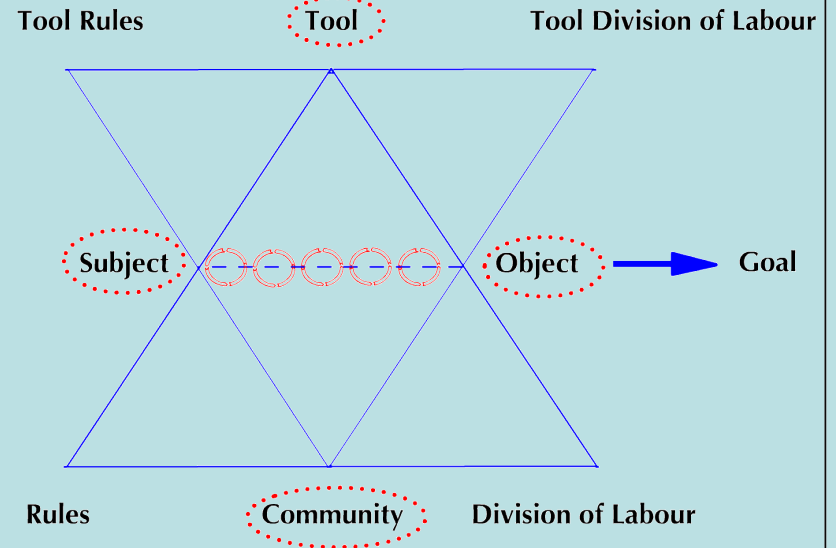 Tool Rules
Tool
Tool Division of Labour
Subject
Object
Goal
Rules
Community
Division of Labour